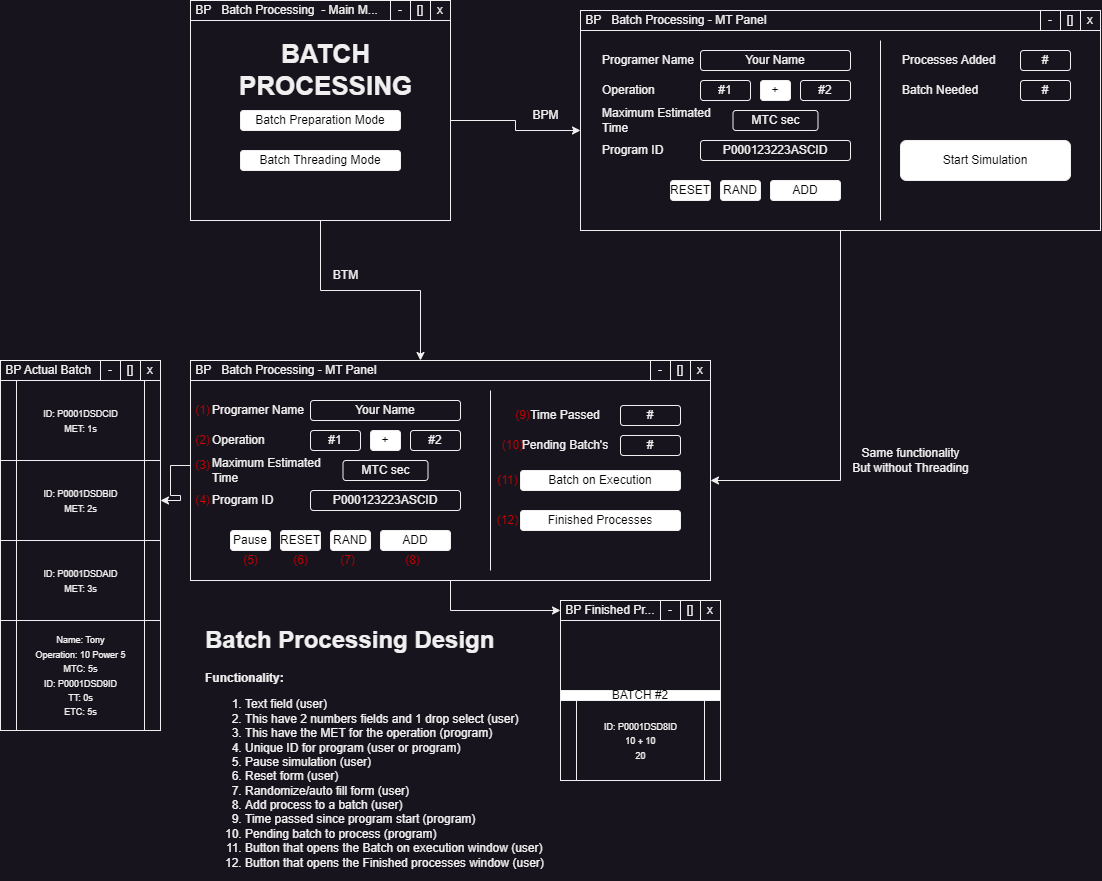 BP Batch Processing - Main M... - [] x
BATCH
PROCESSING
Batch Preparation Mode
Batch Threading Mode
BPM
BTM
BP Batch Processing - MT Panel - [] x
Programer Name Your Name
Operation #1 + #2
Maximum Estimated
Time
MTC sec
Program ID P000123223ASCID
RESET RAND ADD
Processes Added #
Batch Needed #
Start Simulation
Same functionality
But without Threading
BP Actual Batch - [] x
ID: P0001DSDCID
MET: 1s
ID: P0001DSDBID
MET: 2s
ID: P0001DSDAID
MET: 3s
Name: Tony
Operation: 10 Power 5
MTC: 5s
ID: P0001DSD9ID
TT: 0s
ETC: 5s
BP Batch Processing - MT Panel - [] x
(1) Programer Name Your Name
(2) Operation #1 + #2
(3) Maximum Estimated
Time
MTC sec
(4) Program ID P000123223ASCID
Pause RESET RAND ADD
(5) (6) (7) (8)
(9) Time Passed #
(10) Pending Batch's #
(11) Batch on Execution
(12) Finished Processes
BP Finished Pr... - [] x
BATCH #2
ID: P0001DSD8ID
10 + 10
20
Batch Processing Design
Functionality:
1. Text field (user)
2. This have 2 numbers fields and 1 drop select (user)
3. This have the MET for the operation (program)
4. Unique ID for program (user or program)
5. Pause simulation (user)
6. Reset form (user)
7. Randomize/auto fill form (user)
8. Add process to a batch (user)
9. Time passed since program start (program)
10. Pending batch to process (program)
11. Button that opens the Batch on execution window (user)
12. Button that opens the Finished processes window (user)